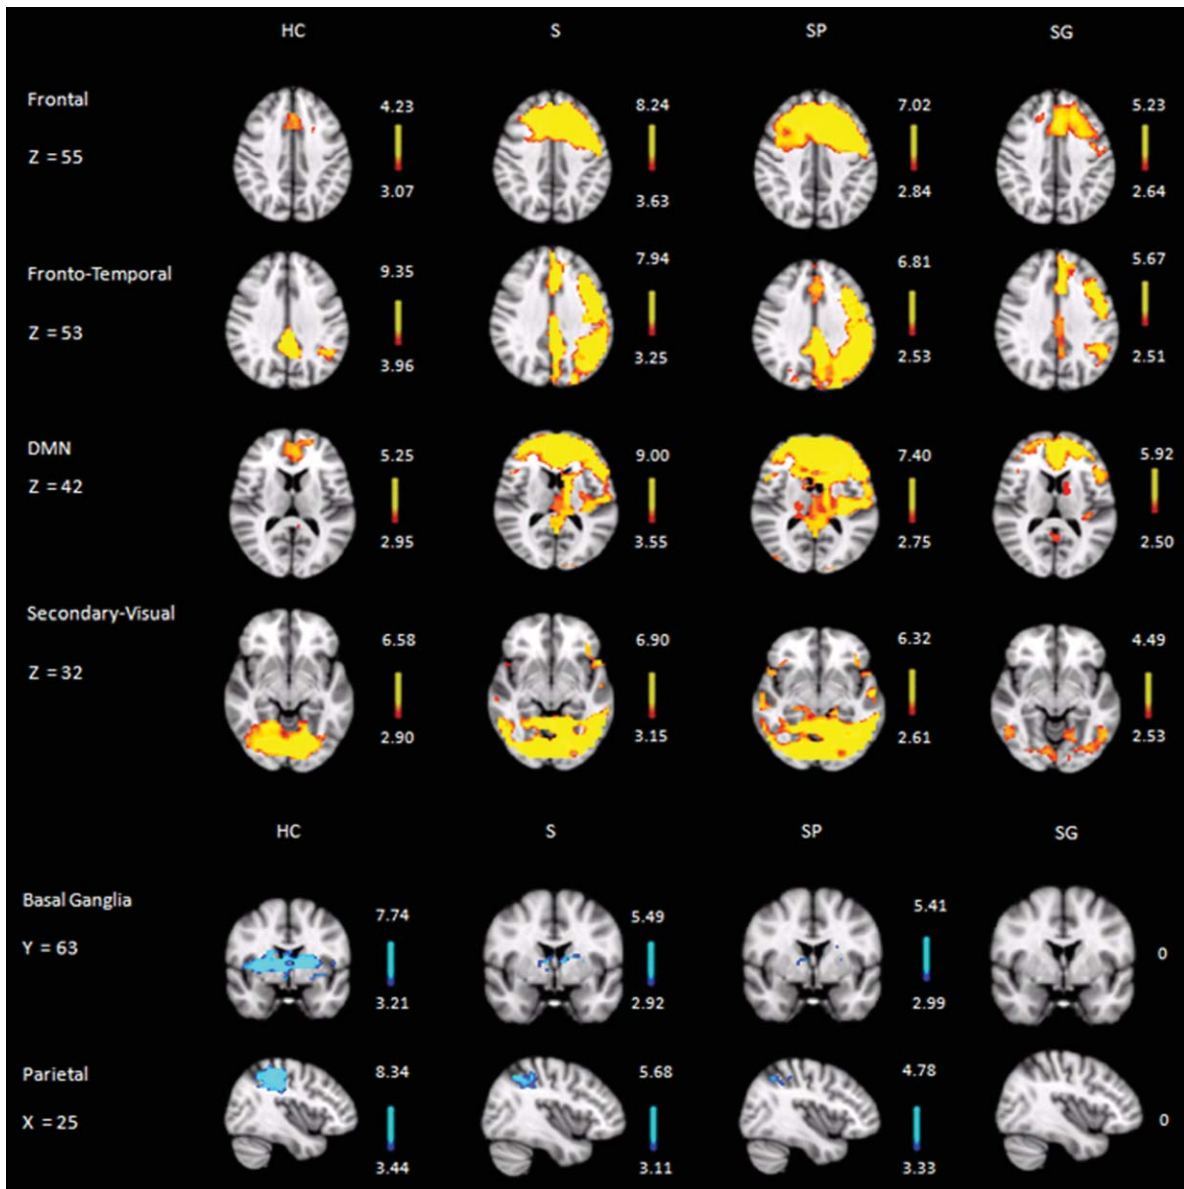 HC S SP SG
Frontal
4.23 8.24 7.02 5.23
Z = 55
3.07 3.63 2.84 2.64
Fronto-Temporal
9.35 7.94 6.81 5.67
Z = 53
3.96 3.25 2.53 2.51
DMN
5.25 9.00 7.40 5.92
Z = 42
2.95 3.55 2.75 2.50
Secondary-Visual
6.58 6.90 6.32 4.49
Z = 32
2.90 3.15 2.61 2.53
HC S SP SG
Basal Ganglia
7.74 5.49 5.41
Y = 63 0
3.21 2.92 2.99
Parietal
8.34 5.68 4.78
X = 25 0
3.44 3.11 3.33